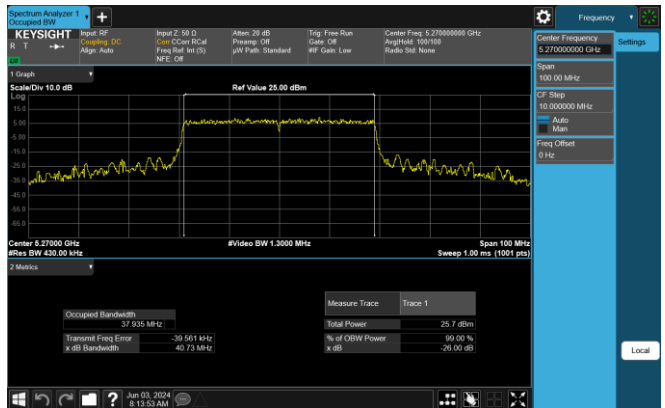 Spectrum Analyzer 1
Occupied BW
Frequency
KEYSIGHT
R T
Input: RF
Coupling: DC
Align: Auto
Input Z: 50 Ω
Corr CCorr RCal
Freq Ref: Int (S)
NFE: Off
Atten: 20 dB
Preamp: Off
µW Path: Standard
Trig: Free Run
Gate: Off
#IF Gain: Low
Center Freq: 5.270000000 GHz
Avg|Hold: 100/100
Radio Std: None
Center Frequency
5.270000000 GHz
Settings
Span
100.00 MHz
CF Step
10.000000 MHz
Auto
Man
Freq Offset
0 Hz
1 Graph
Scale/Div 10.0 dB
Ref Value 25.00 dBm
Log
15.0
5.00
-5.00
-15.0
-25.0
-35.0
-45.0
-55.0
-65.0
Center 5.27000 GHz
#Video BW 1.3000 MHz
Span 100 MHz
#Res BW 430.00 kHz
Sweep 1.00 ms (1001 pts)
2 Metrics
Measure Trace
Trace 1
Occupied Bandwidth
37.935 MHz
Total Power
25.7 dBm
Transmit Freq Error
-39.561 kHz
% of OBW Power
99.00 %
x dB Bandwidth
40.73 MHz
x dB
-26.00 dB
Local
?
Jun 03, 2024
8:13:53 AM